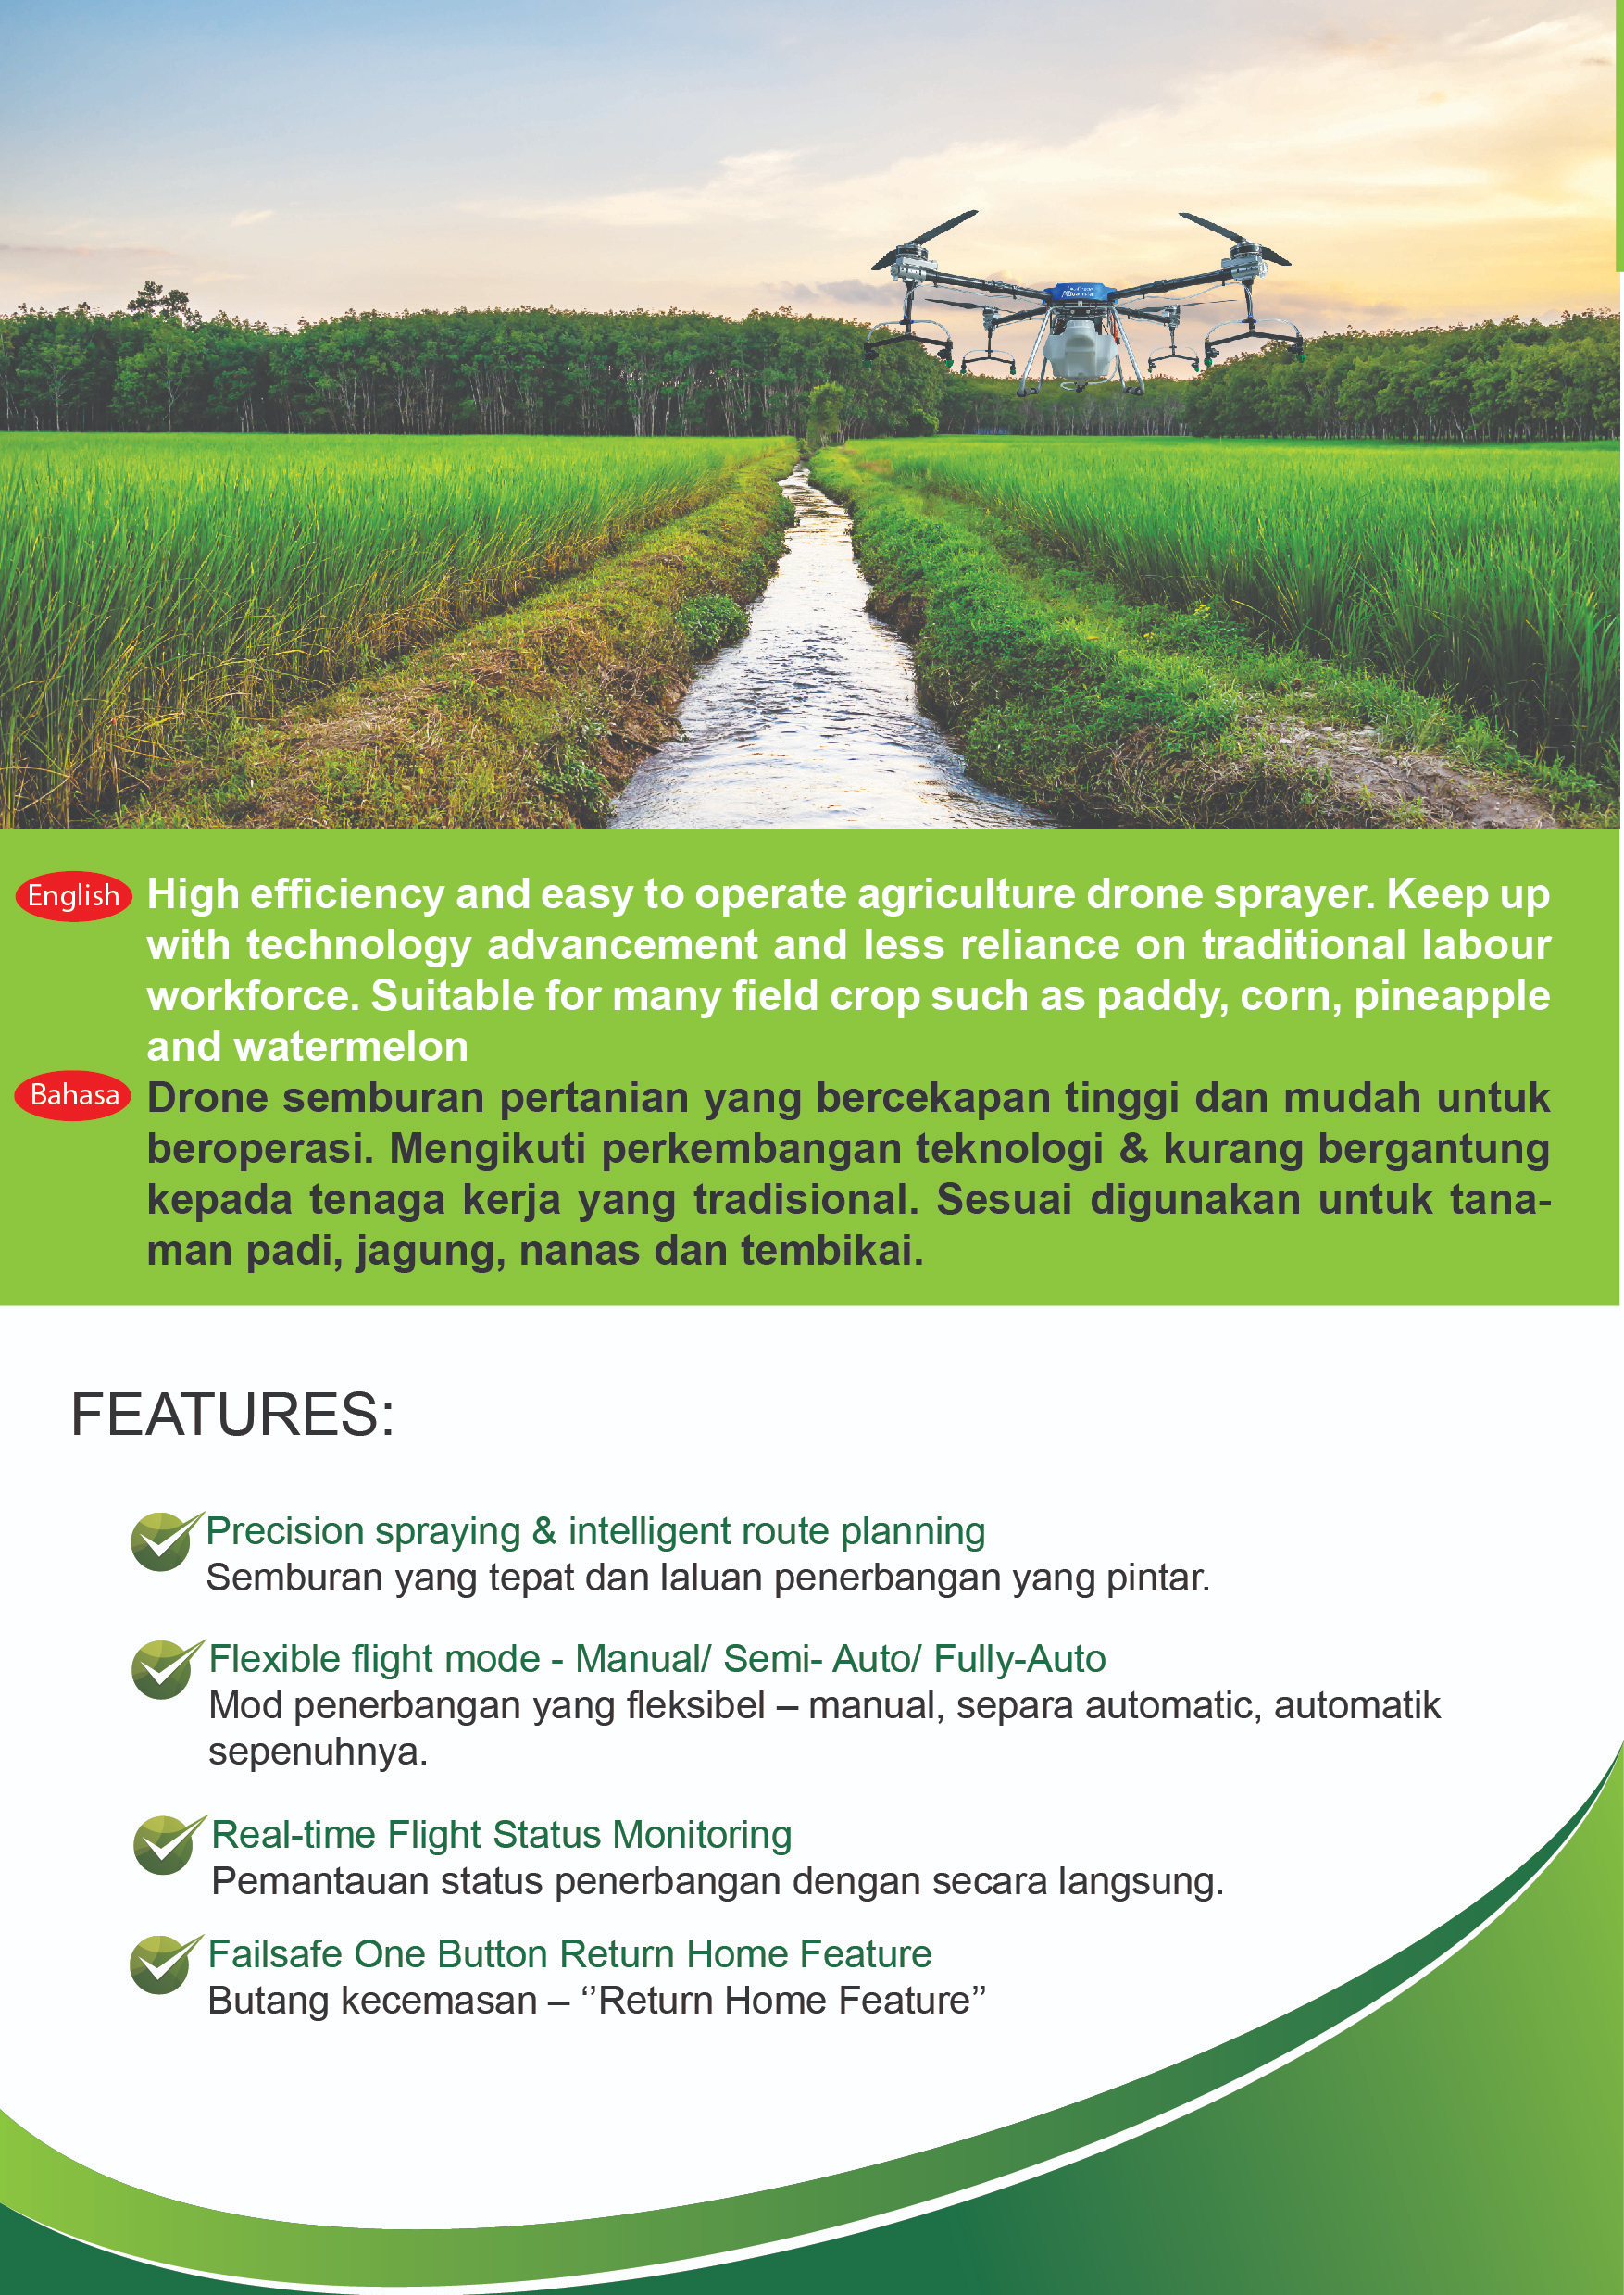 English
High efficiency and easy to operate agriculture drone sprayer. Keep up
with technology advancement and less reliance on traditional labour
workforce. Suitable for many field crop such as paddy, corn, pineapple
and watermelon
Bahasa
Drone semburan pertanian yang bercekapan tinggi dan mudah untuk
beroperasi. Mengikuti perkembangan teknologi & kurang bergantung
kepada tenaga kerja yang tradisional. Sesuai digunakan untuk tana-
man padi, jagung, nanas dan tembikai.
FEATURES:
Precision spraying & intelligent route planning
Semburan yang tepat dan laluan penerbangan yang pintar.
Flexible flight mode - Manual/ Semi- Auto/ Fully-Auto
Mod penerbangan yang fleksibel – manual, separa automatic, automatik
sepenuhnya.
Real-time Flight Status Monitoring
Pemantauan status penerbangan dengan secara langsung.
Failsafe One Button Return Home Feature
Butang kecemasan – ‘’Return Home Feature’’